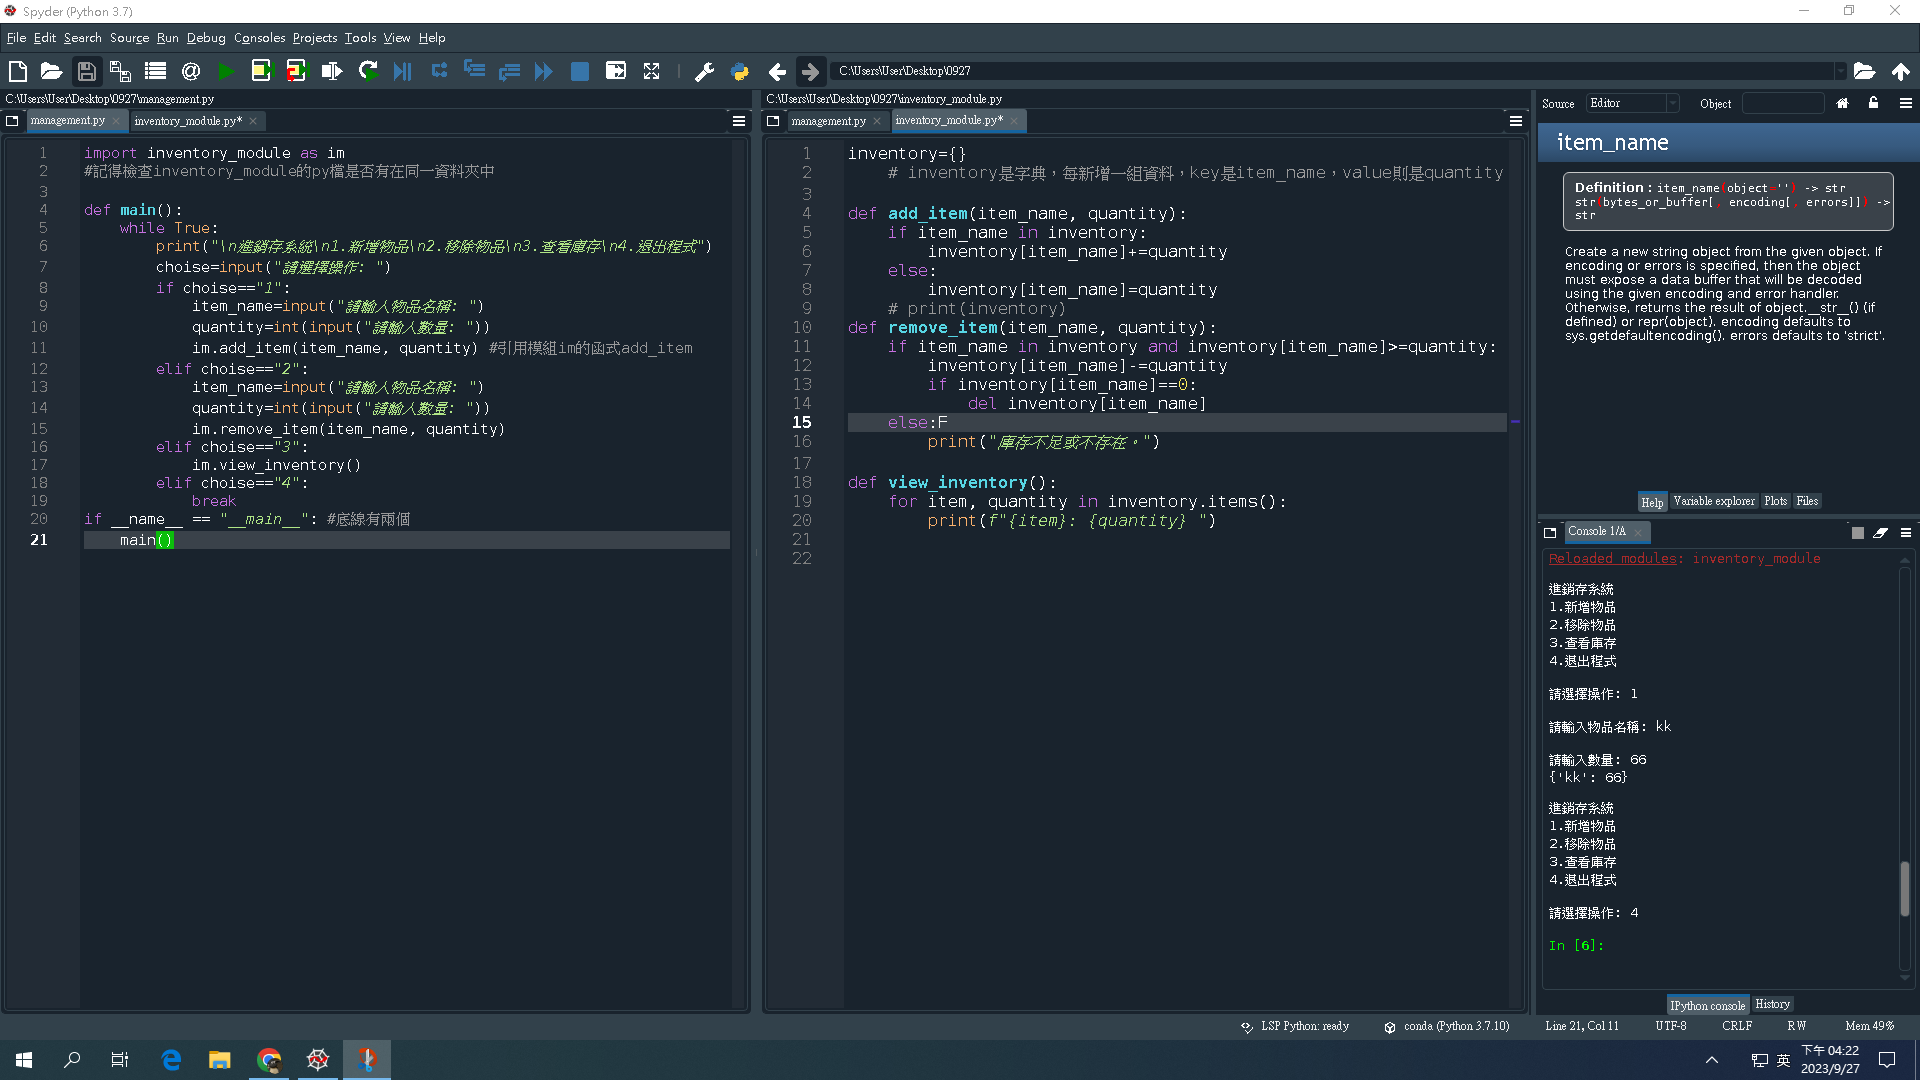 Spyder (Python 3.7)
File Edit Search Source Run Debug Consoles Projects Tools View Help
C:\Users\User\Desktop\0927
C:\Users\User\Desktop\0927\management.py
management.py
inventory_module.py*
1 import inventory_module as im
2 #記得檢查inventory_module的py檔是否有在同一資料夾中
3
4 def main():
5 while True:
6 print("\n進銷存系統\n1.新增物品\n2.移除物品\n3.查看庫存\n4.退出程式")
7 choise=input("請選擇操作: ")
8 if choise=="1":
9 item_name=input("請輸入物品名稱: ")
10 quantity=int(input("請輸入數量: "))
11 im.add_item(item_name, quantity) #引用模組im的函式add_item
12 elif choise=="2":
13 item_name=input("請輸入物品名稱: ")
14 quantity=int(input("請輸入數量: "))
15 im.remove_item(item_name, quantity)
16 elif choise=="3":
17 im.view_inventory()
18 elif choise=="4":
19 break
20 if __name__ == "__main__": #底線有兩個
21 main()
C:\Users\User\Desktop\0927\inventory_module.py
management.py
inventory_module.py*
1 inventory={}
2 # inventory是字典，每新增一組資料，key是item_name，value則是quantity
3
4 def add_item(item_name, quantity):
5 if item_name in inventory:
6 inventory[item_name]+=quantity
7 else:
8 inventory[item_name]=quantity
9 # print(inventory)
10 def remove_item(item_name, quantity):
11 if item_name in inventory and inventory[item_name]>=quantity:
12 inventory[item_name]-=quantity
13 if inventory[item_name]==0:
14 del inventory[item_name]
15 else:F
16 print("庫存不足或不存在。")
17
18 def view_inventory():
19 for item, quantity in inventory.items():
20 print(f"{item}: {quantity} ")
21
22
Source Editor Object
item_name
Definition : item_name(object='') -> str
str(bytes_or_buffer[, encoding[, errors]]) ->
str
Create a new string object from the given object. If
encoding or errors is specified, then the object
must expose a data buffer that will be decoded
using the given encoding and error handler.
Otherwise, returns the result of object.__str__() (if
defined) or repr(object). encoding defaults to
sys.getdefaultencoding(). errors defaults to 'strict'.
Help Variable explorer Plots Files
Console 1/A
Reloaded modules: inventory_module
進銷存系統
1.新增物品
2.移除物品
3.查看庫存
4.退出程式
請選擇操作: 1
請輸入物品名稱: kk
請輸入數量: 66
{'kk': 66}
進銷存系統
1.新增物品
2.移除物品
3.查看庫存
4.退出程式
請選擇操作: 4
In [6]:
IPython console History
LSP Python: ready conda (Python 3.7.10) Line 21, Col 11 UTF-8 CRLF RW Mem 49%
英
下午 04:22
2023/9/27